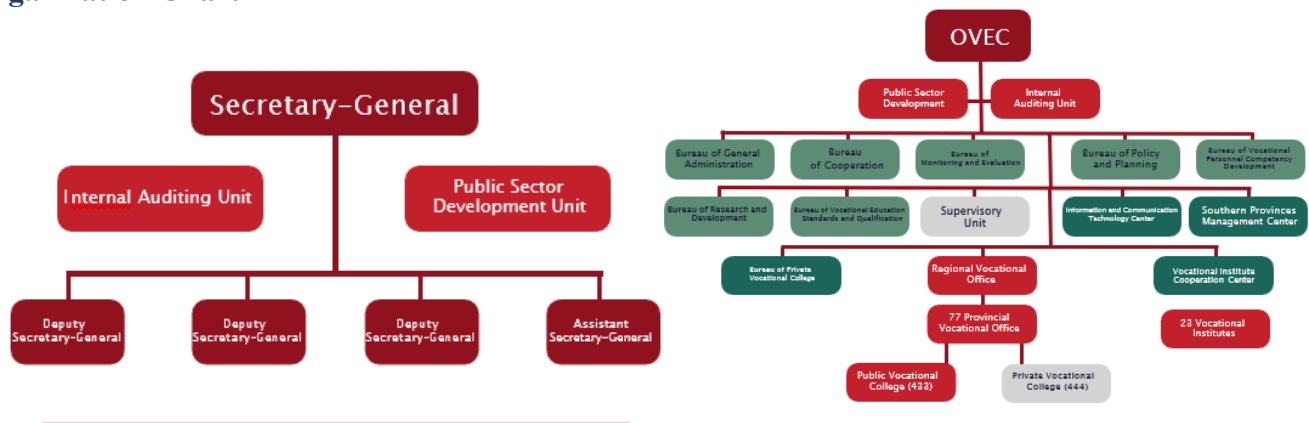 Secretary-General
Internal Auditing Unit
Public Sector
Development Unit
Deputy
Secretary-General
Deputy
Secretary-General
Deputy
Secretary-General
Assistant
Secretary-General
OVEC
Public Sector
Development
Internal
Auditing Unit
Bureau of General
Administration
Bureau
of Cooperation
Bureau of
Monitoring and Evaluation
Bureau of Policy
and Planning
Bureau of Vocational
Personnel Competency
Development
Bureau of Research and
Development
Bureau of Vocational Education
Standards and Qualification
Supervisory
Unit
Information and Communication
Technology Center
Southern Provinces
Management Center
Bureau of Private
Vocational College
Regional Vocational
Office
Vocational Institute
Cooperation Center
77 Provincial
Vocational Office
23 Vocational
Institutes
Public Vocational
College (433)
Private Vocational
College (444)